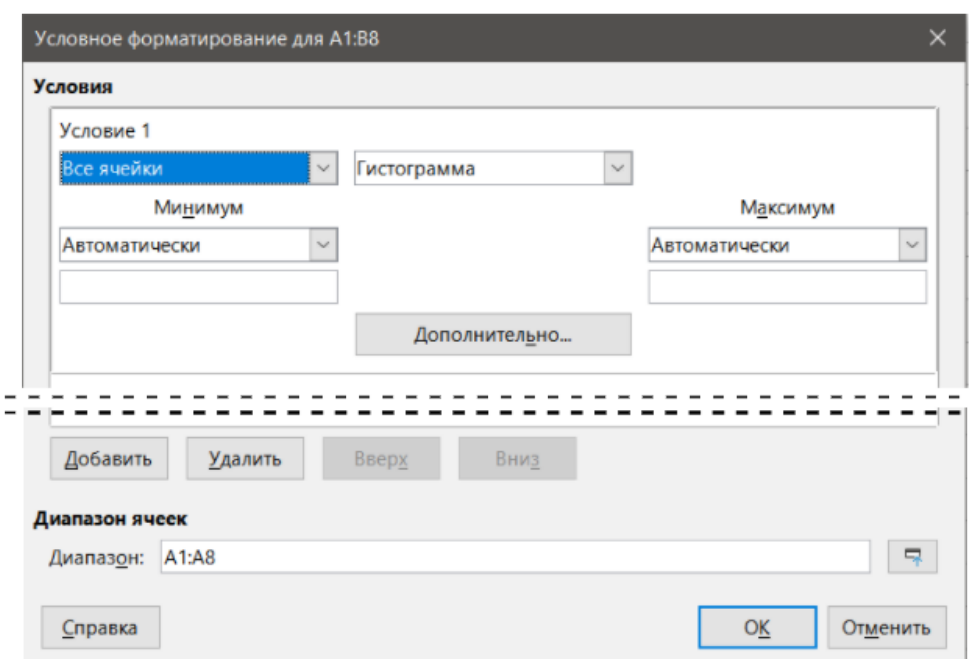 Условное форматирование для A1:B8
Условия
Условие 1
Все ячейки Гистограмма
Минимум Максимум
Автоматически Автоматически
Дополнительно...
Добавить Удалить Вверх Вниз
Диапазон ячеек
Диапазон: A1:A8
Справка ОК Отменить